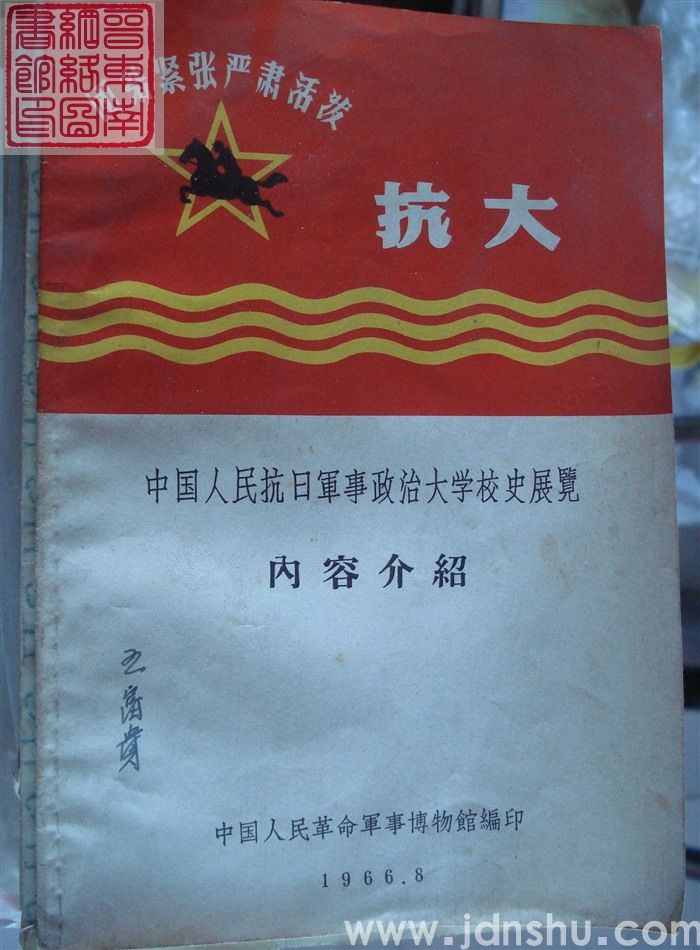 紧张严肃活泼
抗大
中国人民抗日軍事政治大学校史展覽
內容介紹
中国人民革命軍事博物館編印
1966.8
www.jdnshu.com